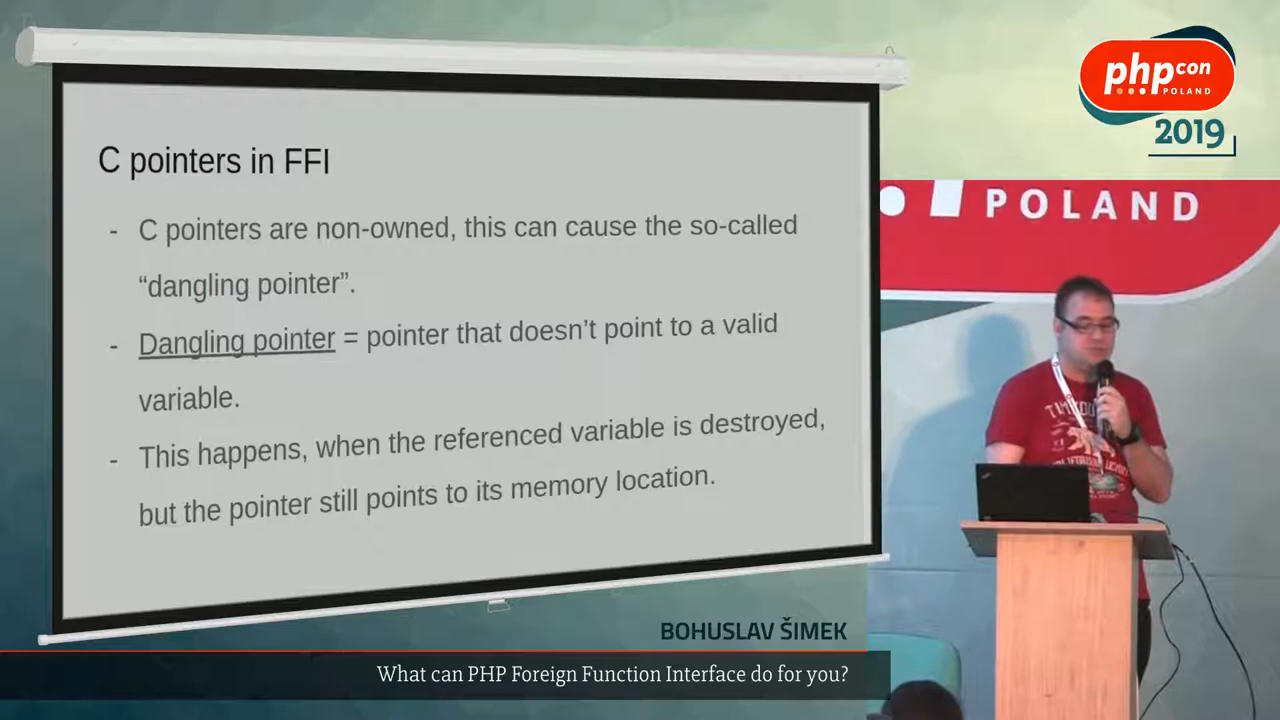 C pointers in FFI
- C pointers are non-owned, this can cause the so-called
“dangling pointer”.
- Dangling pointer = pointer that doesn’t point to a valid
variable.
- This happens, when the referenced variable is destroyed,
but the pointer still points to its memory location.
phpcon
POLAND
2019
POLAND
BOHUSLAV ŠIMEK
What can PHP Foreign Function Interface do for you?